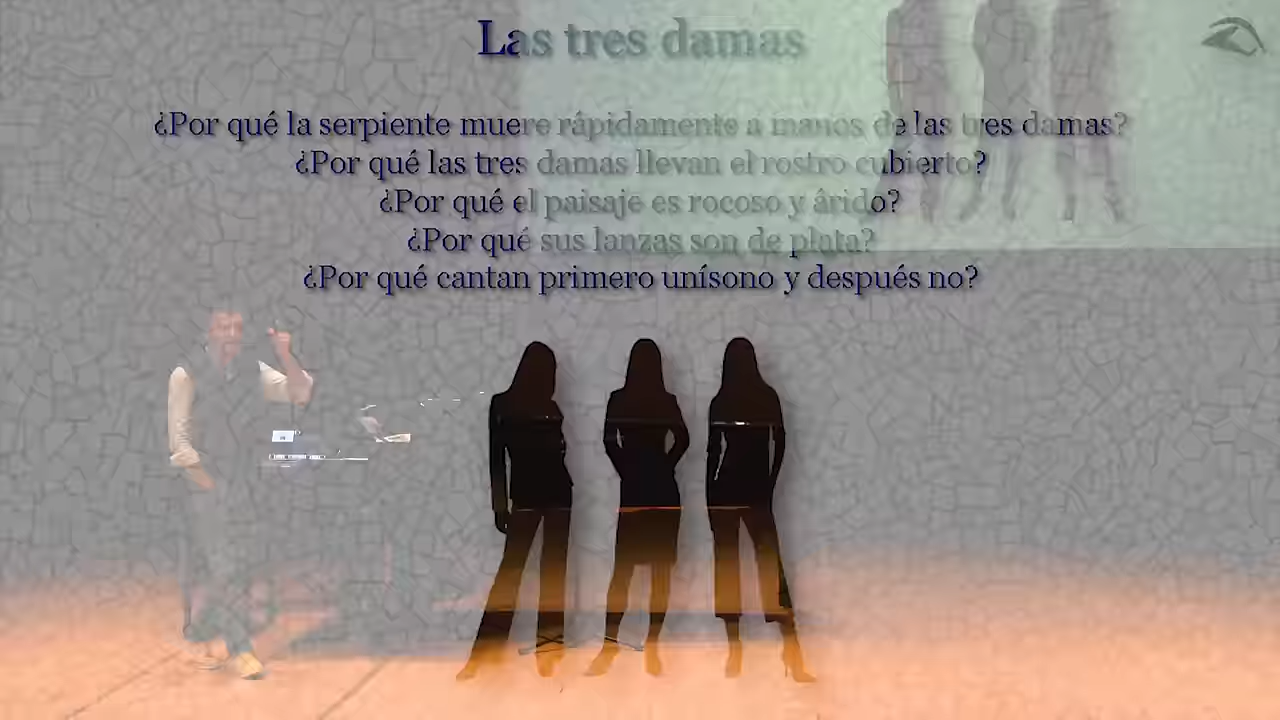 Las tres damas
¿Por qué la serpiente muere rápidamente a manos de las tres damas?
¿Por qué las tres damas llevan el rostro cubierto?
¿Por qué el paisaje es rocoso y árido?
¿Por qué sus lanzas son de plata?
¿Por qué cantan primero unísono y después no?